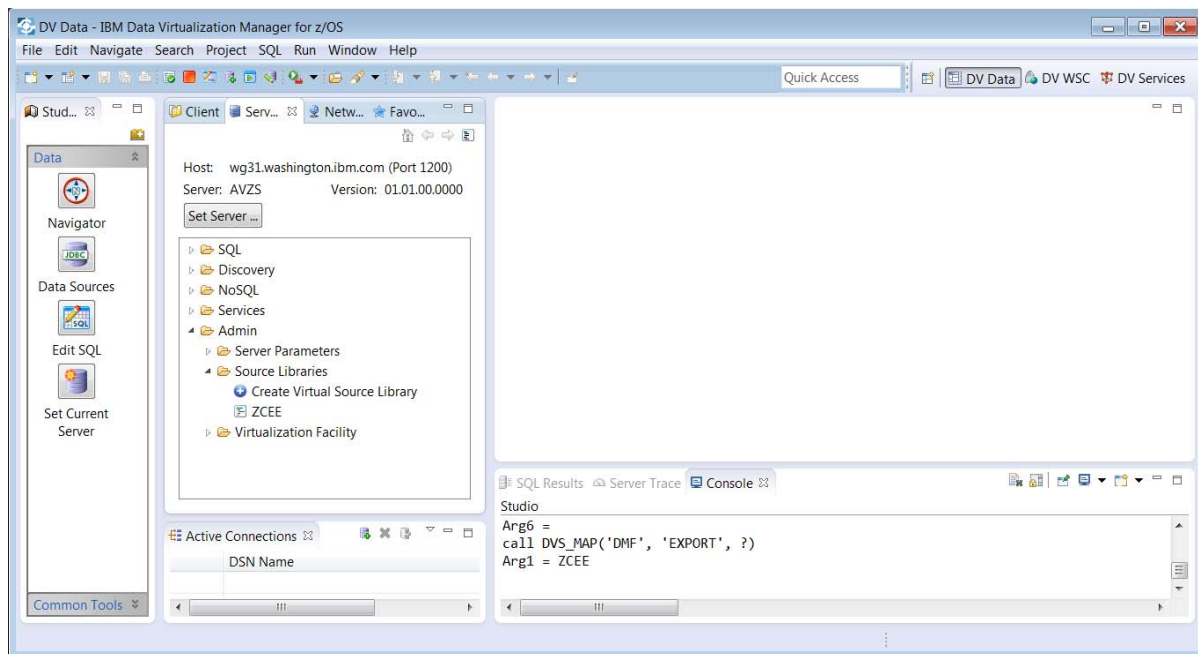 DV Data - IBM Data Virtualization Manager for z/OS
File Edit Navigate Search Project SQL Run Window Help
Quick Access
DV Data
DV WSC
DV Services
Stud...
Data
Navigator
JDBC
Data Sources
SQL
Edit SQL
Set Current
Server
Common Tools
Client
Serv...
Netw...
Favo...
Host: wg31.washington.ibm.com (Port 1200)
Server: AVZS Version: 01.01.00.0000
Set Server ...
SQL
Discovery
NoSQL
Services
Admin
Server Parameters
Source Libraries
Create Virtual Source Library
ZCEE
Virtualization Facility
Active Connections
DSN Name
SQL Results
Server Trace
Console
Studio
Arg6 =
call DVS_MAP('DMF', 'EXPORT', ?)
Arg1 = ZCEE